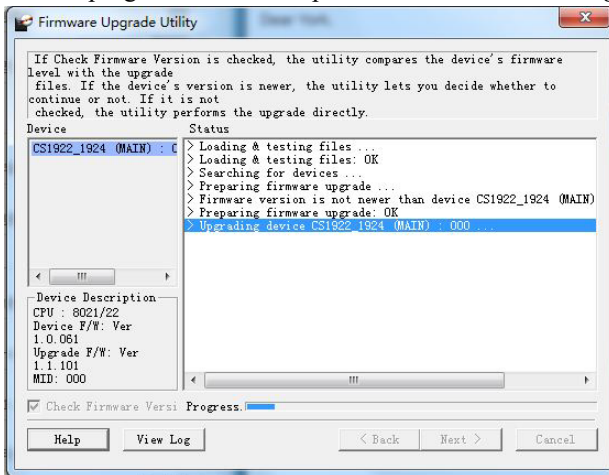 Firmware Upgrade Utility
If Check Firmware Version is checked, the utility compares the device's firmware
level with the upgrade
files. If the device's version is newer, the utility lets you decide whether to
continue or not. If it is not
checked, the utility performs the upgrade directly.
Device
Status
CS1922_1924 (MAIN) : 0
> Loading & testing files ...
> Loading & testing files: OK
> Searching for devices ...
> Preparing firmware upgrade ...
> Firmware version is not newer than device CS1922_1924 (MAIN)
> Preparing firmware upgrade: OK
> Upgrading device CS1922_1924 (MAIN) : 000 ...
Device Description
CPU : 8021/22
Device F/W: Ver
1.0.061
Upgrade F/W: Ver
1.1.101
MID: 000
Check Firmware Versi
Progress.
Help
View Log
< Back
Next >
Cancel